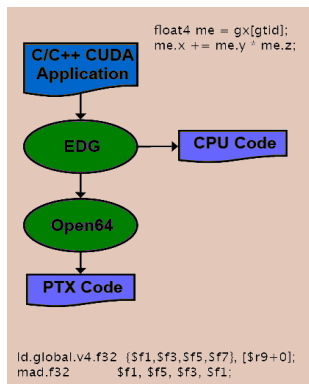 float4 me = gx[gtid];
me.x += me.y * me.z;
C/C++ CUDA
Application
EDG
CPU Code
Open64
PTX Code
ld.global.v4.f32 {$f1,$f3,$f5,$f7}, [$r9+0];
mad.f32 $f1, $f5, $f3, $f1;